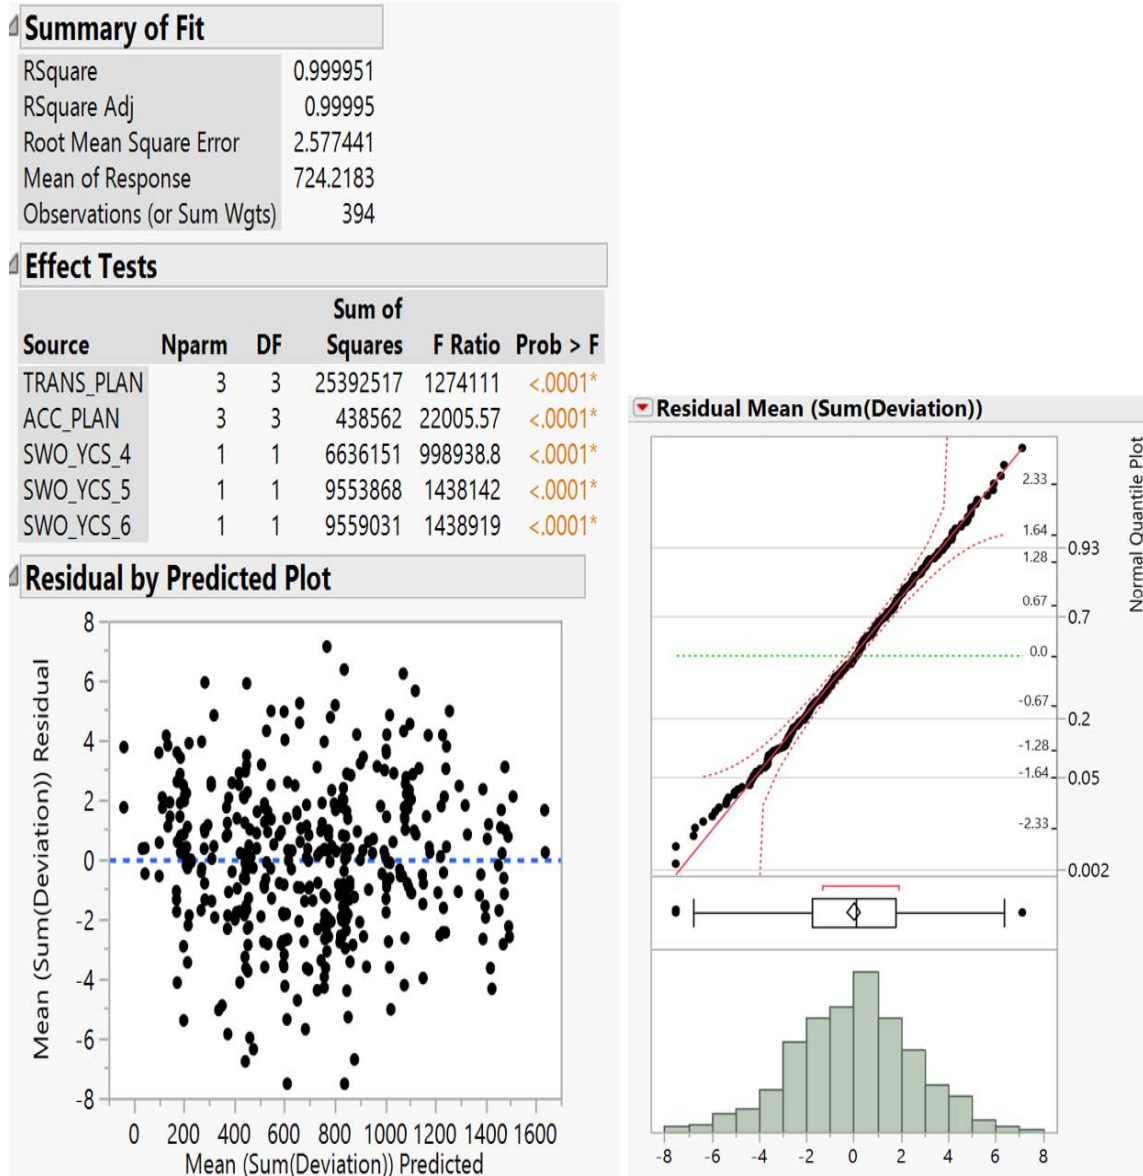 Summary of Fit
RSquare 0.999951
RSquare Adj 0.99995
Root Mean Square Error 2.577441
Mean of Response 724.2183
Observations (or Sum Wgts) 394
Effect Tests
Sum of
Source Nparm DF Squares F Ratio Prob > F
TRANS_PLAN 3 3 25392517 1274111 <.0001*
ACC_PLAN 3 3 438562 22005.57 <.0001*
SWO_YCS_4 1 1 6636151 998938.8 <.0001*
SWO_YCS_5 1 1 9553868 1438142 <.0001*
SWO_YCS_6 1 1 9559031 1438919 <.0001*
Residual by Predicted Plot
Mean (Sum(Deviation)) Residual
8
6
4
2
0
-2
-4
-6
-8
0 200 400 600 800 1000 1200 1400 1600
Mean (Sum(Deviation)) Predicted
Residual Mean (Sum(Deviation))
2.33
1.64
1.28
0.67
0.0
-0.67
-1.28
-1.64
-2.33
0.93
0.7
0.2
0.05
0.002
Normal Quantile Plot
-8 -6 -4 -2 0 2 4 6 8